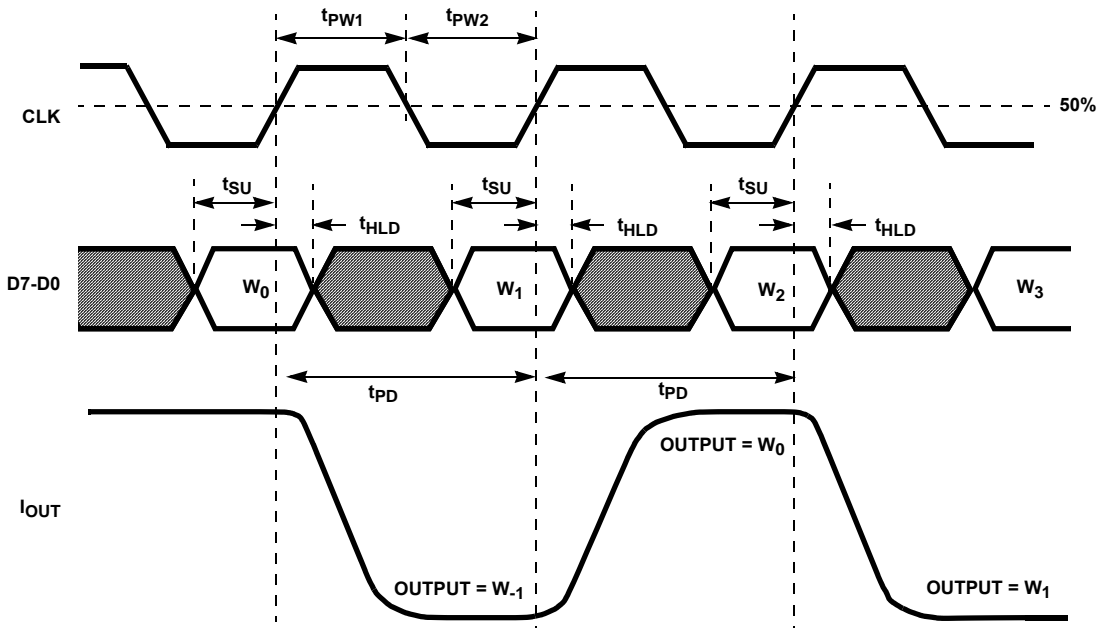 tPW1 tPW2
CLK
50%
tSU tSU tSU
tHLD tHLD tHLD
D7-D0
W0 W1 W2 W3
tPD tPD
OUTPUT = W0
IOUT
OUTPUT = W-1 OUTPUT = W1